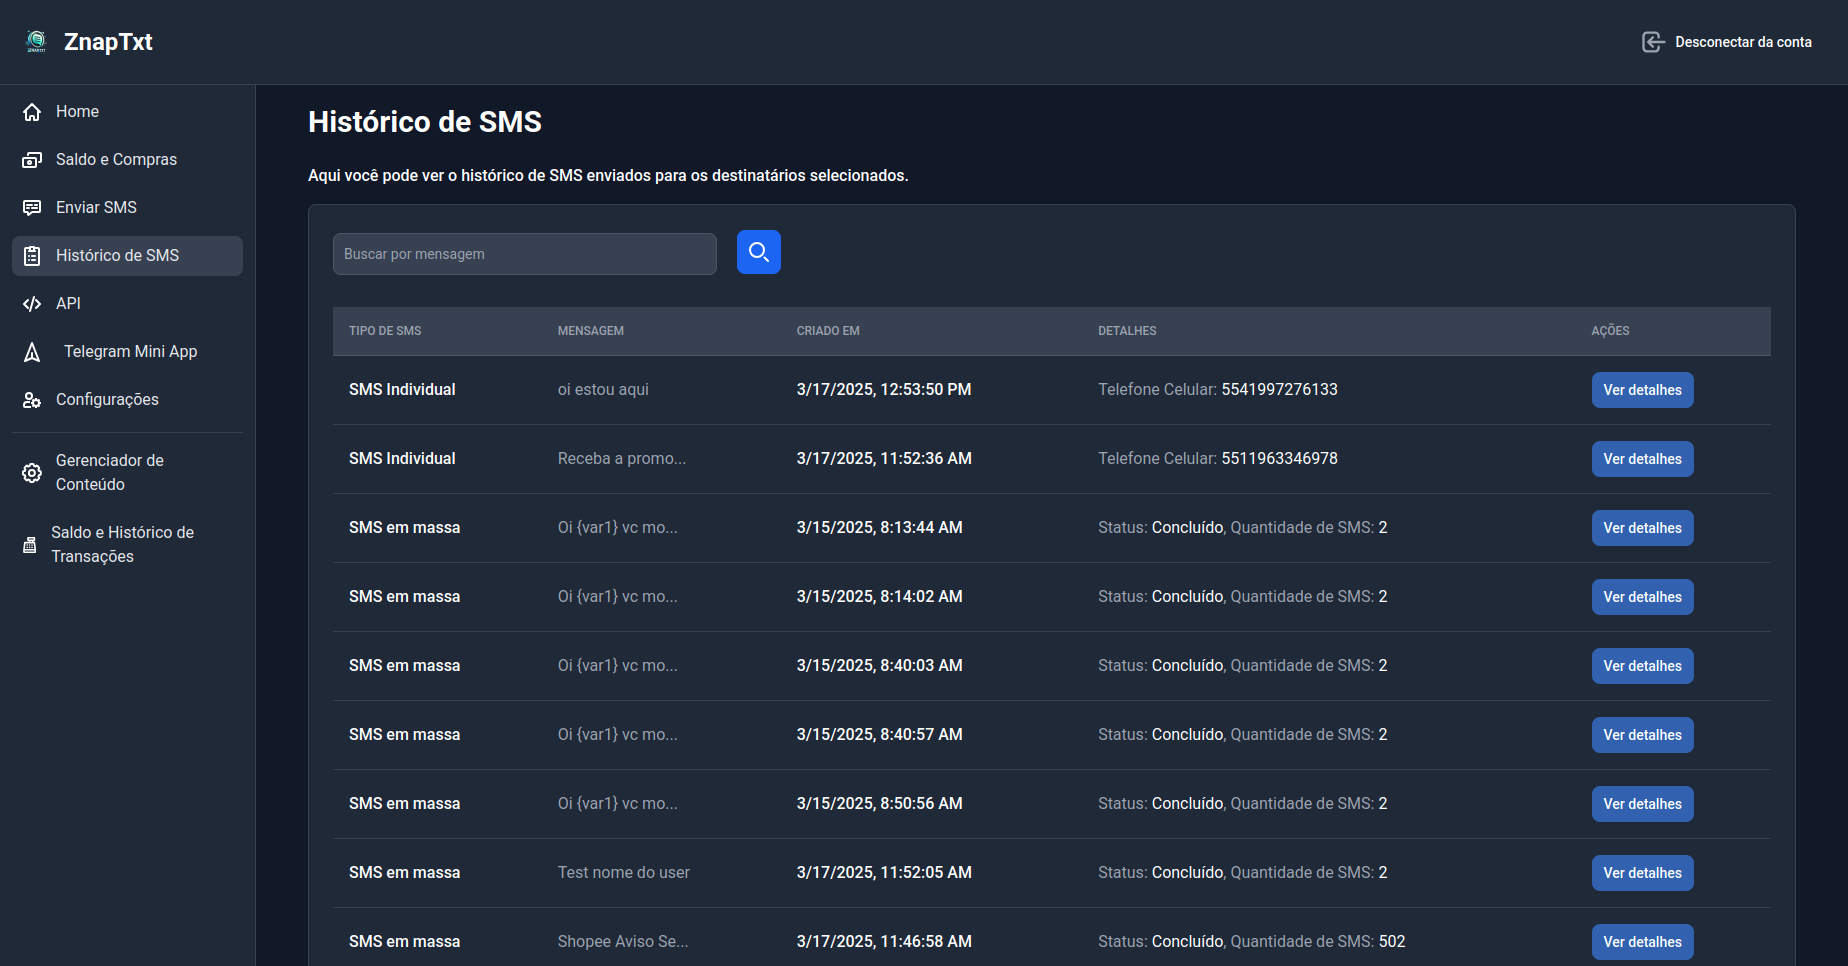 ZnapTxt
Desconectar da conta
Home
Saldo e Compras
Enviar SMS
Histórico de SMS
API
Telegram Mini App
Configurações
Gerenciador de
Conteúdo
Saldo e Histórico de
Transações
Histórico de SMS
Aqui você pode ver o histórico de SMS enviados para os destinatários selecionados.
Buscar por mensagem
TIPO DE SMS MENSAGEM CRIADO EM DETALHES AÇÕES
SMS Individual oi estou aqui 3/17/2025, 12:53:50 PM Telefone Celular: 5541997276133 Ver detalhes
SMS Individual Receba a promo... 3/17/2025, 11:52:36 AM Telefone Celular: 5511963346978 Ver detalhes
SMS em massa Oi {var1} vc mo... 3/15/2025, 8:13:44 AM Status: Concluído, Quantidade de SMS: 2 Ver detalhes
SMS em massa Oi {var1} vc mo... 3/15/2025, 8:14:02 AM Status: Concluído, Quantidade de SMS: 2 Ver detalhes
SMS em massa Oi {var1} vc mo... 3/15/2025, 8:40:03 AM Status: Concluído, Quantidade de SMS: 2 Ver detalhes
SMS em massa Oi {var1} vc mo... 3/15/2025, 8:40:57 AM Status: Concluído, Quantidade de SMS: 2 Ver detalhes
SMS em massa Oi {var1} vc mo... 3/15/2025, 8:50:56 AM Status: Concluído, Quantidade de SMS: 2 Ver detalhes
SMS em massa Test nome do user 3/17/2025, 11:52:05 AM Status: Concluído, Quantidade de SMS: 2 Ver detalhes
SMS em massa Shopee Aviso Se... 3/17/2025, 11:46:58 AM Status: Concluído, Quantidade de SMS: 502 Ver detalhes